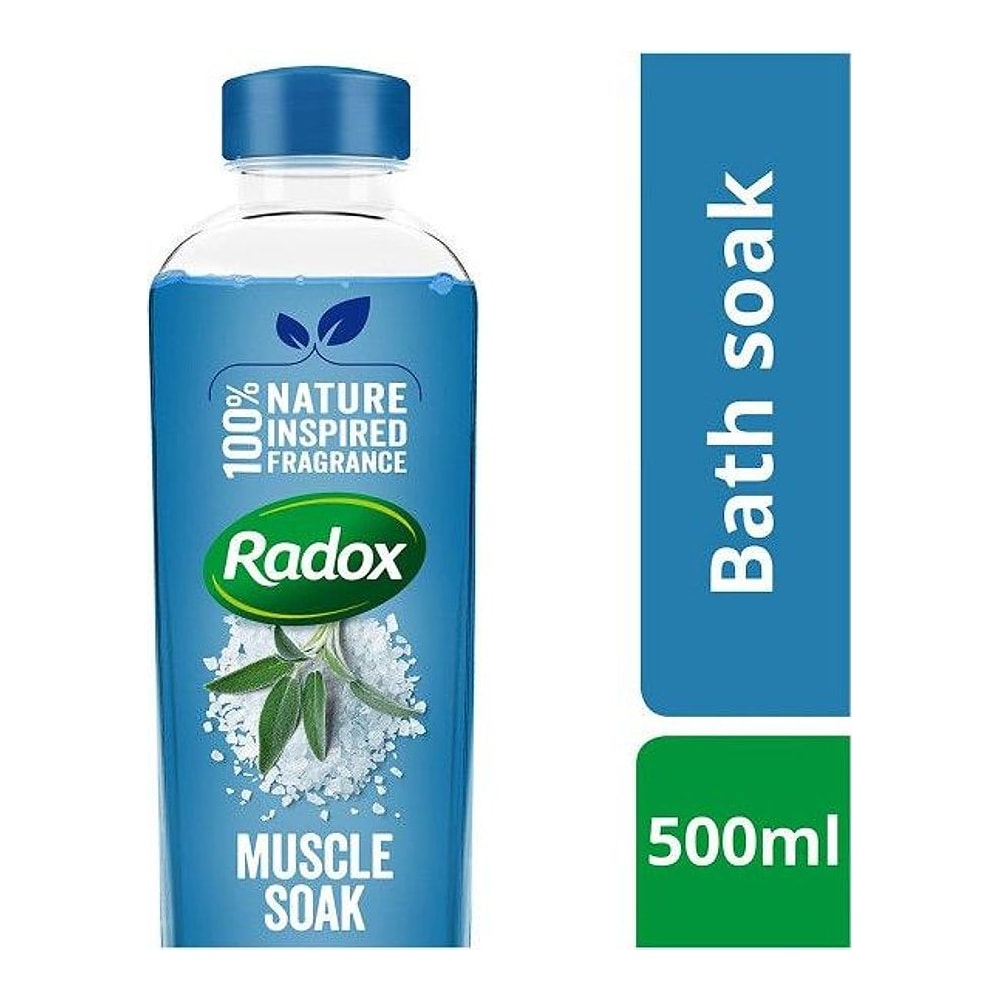 100%
NATURE
INSPIRED
FRAGRANCE
Radox
MUSCLE
SOAK
Bath soak
500ml